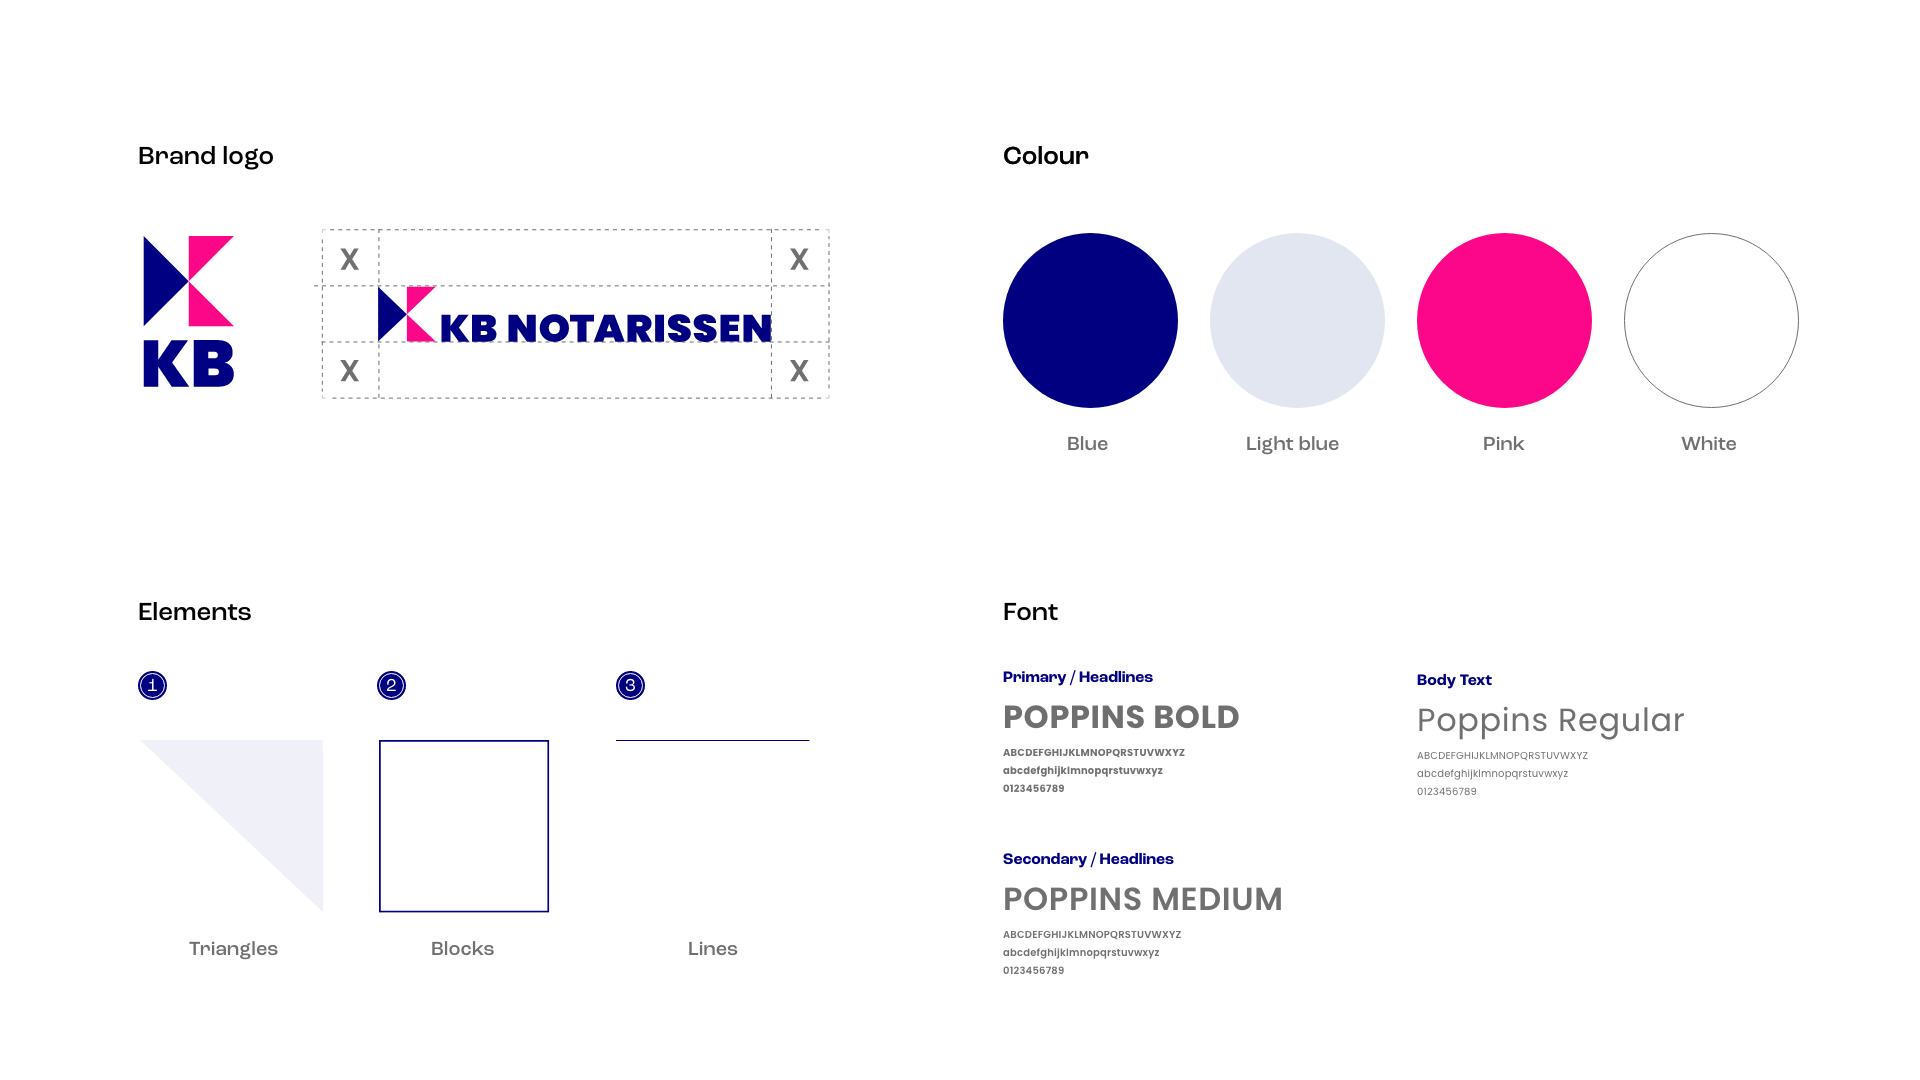 Brand logo
KB
X
X
KB NOTARISSEN
X
X
Colour
Blue
Light blue
Pink
White
Elements
1
2
3
Triangles
Blocks
Lines
Font
Primary / Headlines
POPPINS BOLD
ABCDEFGHIJKLMNOPQRSTUVWXYZ
abcdefghijklmnopqrstuvwxyz
0123456789
Body Text
Poppins Regular
ABCDEFGHIJKLMNOPQRSTUVWXYZ
abcdefghijklmnopqrstuvwxyz
0123456789
Secondary / Headlines
POPPINS MEDIUM
ABCDEFGHIJKLMNOPQRSTUVWXYZ
abcdefghijklmnopqrstuvwxyz
0123456789